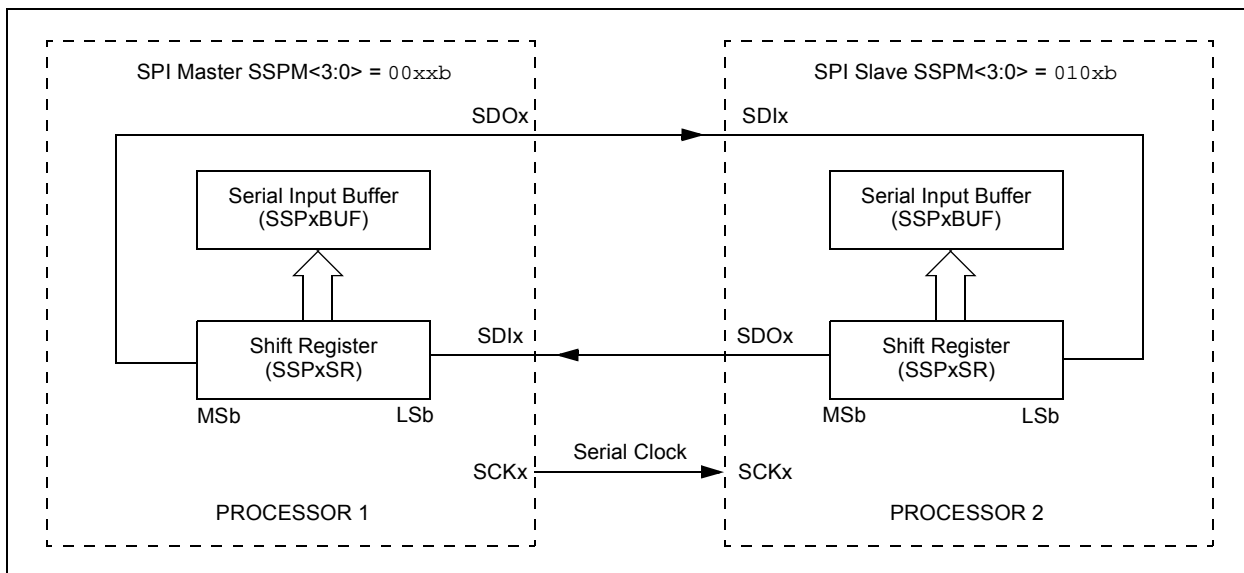 SPI Master SSPM<3:0> = 00xxb
SPI Slave SSPM<3:0> = 010xb
SDOx
SDIx
Serial Input Buffer
(SSPxBUF)
Serial Input Buffer
(SSPxBUF)
SDIx
SDOx
Shift Register
(SSPxSR)
Shift Register
(SSPxSR)
MSb
LSb
MSb
LSb
Serial Clock
SCKx
SCKx
PROCESSOR 1
PROCESSOR 2